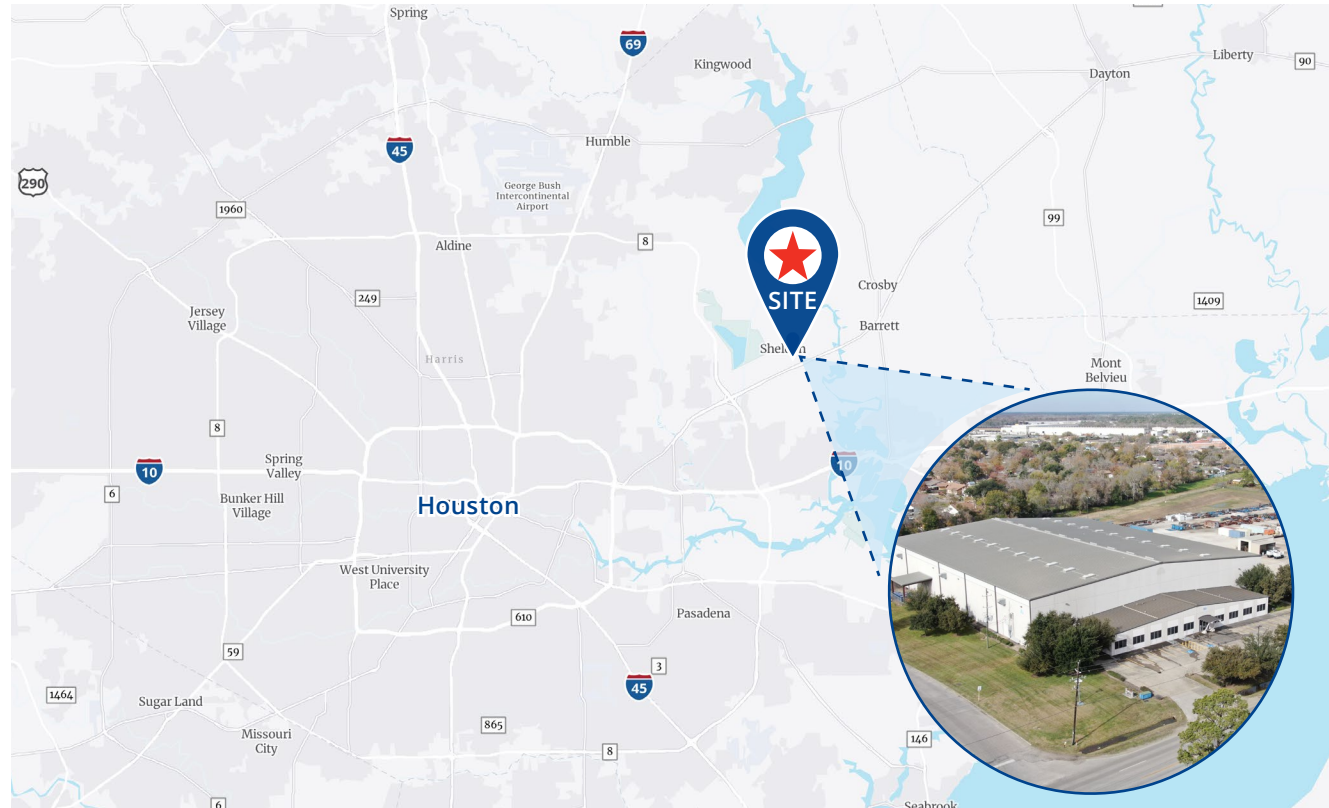 Spring
69
Kingwood
Liberty
90
Dayton
45
Humble
George Bush
Intercontinental
Airport
290
1960
99
8
Aldine
SITE
Crosby
249
1409
Jersey
Village
Barrett
Harris
Mont
Belvieu
8
Spring
Valley
10
10
6
Bunker Hill
Village
Houston
West University
Place
Pasadena
610
59
3
45
1464
Sugar Land
Missouri
City
865
8
146
6
Seabrook